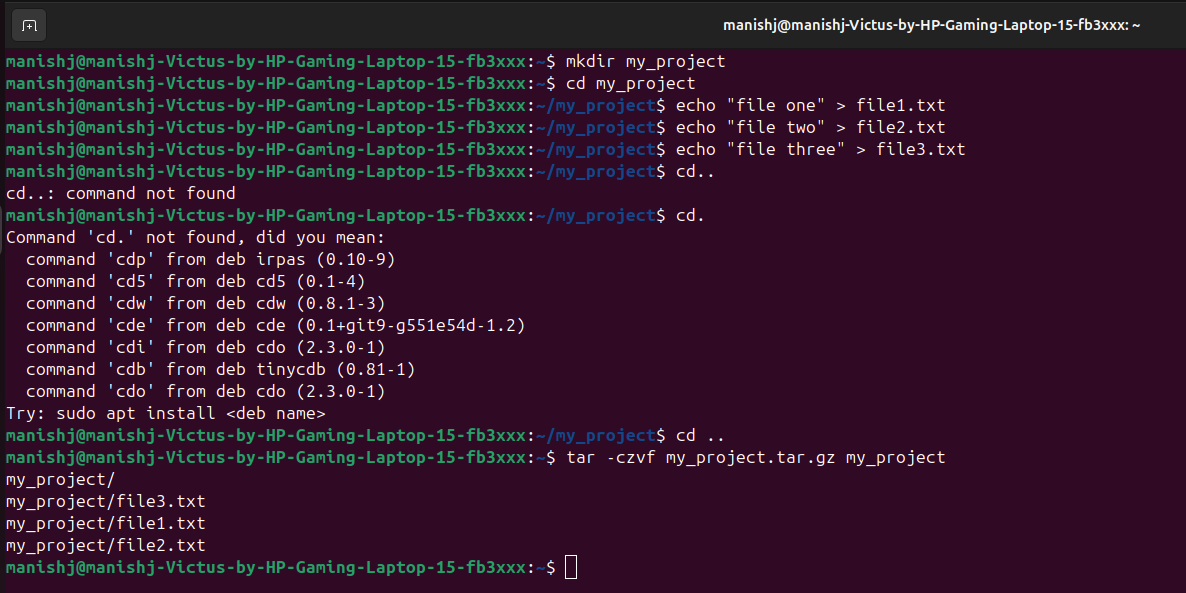 manishj@manishj-Victus-by-HP-Gaming-Laptop-15-fb3xxx: ~
manishj@manishj-Victus-by-HP-Gaming-Laptop-15-fb3xxx:~$ mkdir my_project
manishj@manishj-Victus-by-HP-Gaming-Laptop-15-fb3xxx:~$ cd my_project
manishj@manishj-Victus-by-HP-Gaming-Laptop-15-fb3xxx:~/my_project$ echo "file one" > file1.txt
manishj@manishj-Victus-by-HP-Gaming-Laptop-15-fb3xxx:~/my_project$ echo "file two" > file2.txt
manishj@manishj-Victus-by-HP-Gaming-Laptop-15-fb3xxx:~/my_project$ echo "file three" > file3.txt
manishj@manishj-Victus-by-HP-Gaming-Laptop-15-fb3xxx:~/my_project$ cd..
cd..: command not found
manishj@manishj-Victus-by-HP-Gaming-Laptop-15-fb3xxx:~/my_project$ cd.
Command 'cd.' not found, did you mean:
  command 'cdp' from deb irpas (0.10-9)
  command 'cd5' from deb cd5 (0.1-4)
  command 'cdw' from deb cdw (0.8.1-3)
  command 'cde' from deb cde (0.1+git9-g551e54d-1.2)
  command 'cdi' from deb cdo (2.3.0-1)
  command 'cdb' from deb tinycdb (0.81-1)
  command 'cdo' from deb cdo (2.3.0-1)
Try: sudo apt install <deb name>
manishj@manishj-Victus-by-HP-Gaming-Laptop-15-fb3xxx:~/my_project$ cd ..
manishj@manishj-Victus-by-HP-Gaming-Laptop-15-fb3xxx:~$ tar -czvf my_project.tar.gz my_project
my_project/
my_project/file3.txt
my_project/file1.txt
my_project/file2.txt
manishj@manishj-Victus-by-HP-Gaming-Laptop-15-fb3xxx:~$